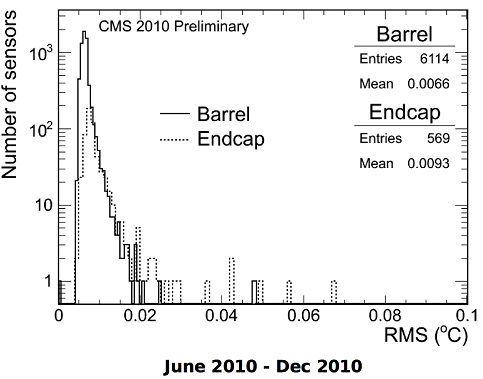 CMS 2010 Preliminary
Barrel
Entries 6114
Mean 0.0066
Endcap
Entries 569
Mean 0.0093
Barrel
Endcap
Number of sensors
10³
10²
10
1
0 0.02 0.04 0.06 0.08 0.1
RMS (°C)
June 2010 - Dec 2010